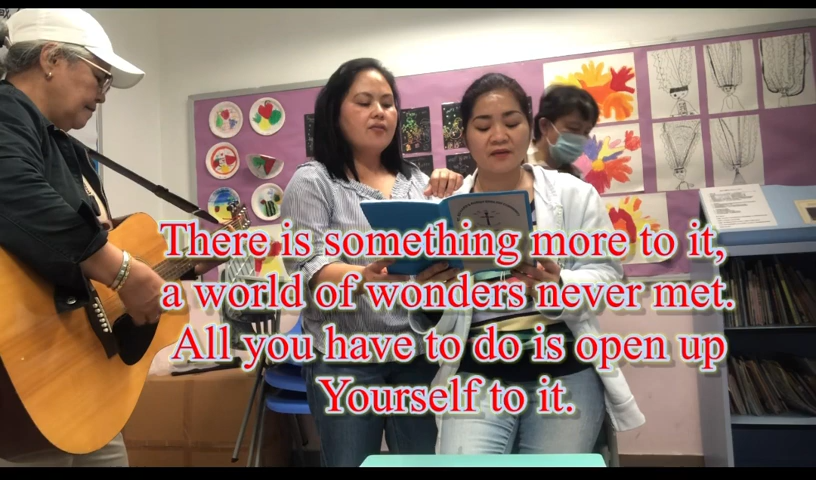 There is something more to it,
a world of wonders never met.
All you have to do is open up
Yourself to it.